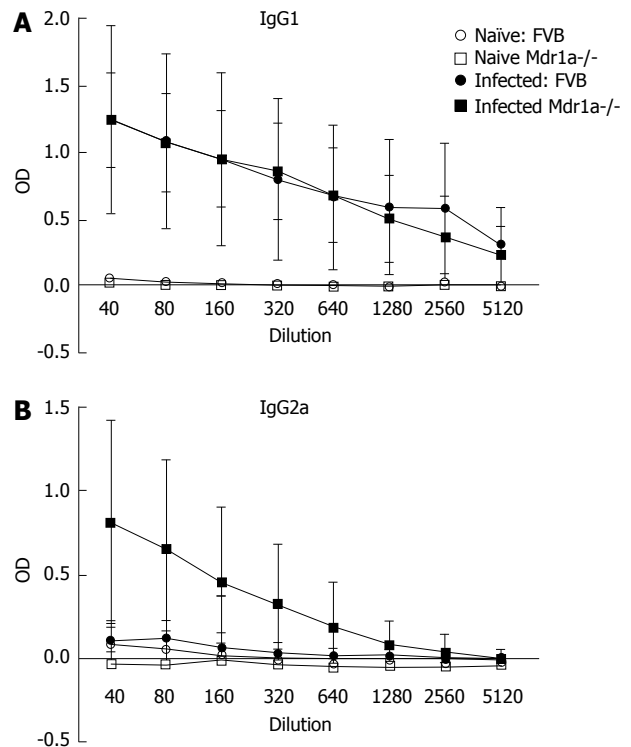 A
IgG1
Naïve: FVB
Naive Mdr1a-/-
Infected: FVB
Infected Mdr1a-/-
2.0
1.5
1.0
0.5
0.0
-0.5
OD
40 80 160 320 640 1280 2560 5120
Dilution
B
IgG2a
1.5
1.0
0.5
0.0
-0.5
OD
40 80 160 320 640 1280 2560 5120
Dilution